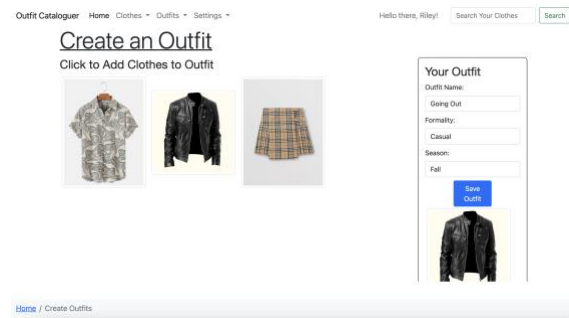 Outfit Cataloguer Home Clothes Outfits Settings Hello there, Riley! Search Your Clothes Search
Create an Outfit
Click to Add Clothes to Outfit
Your Outfit
Outfit Name:
Going Out
Formality:
Casual
Season:
Fall
Save
Outfit
Home / Create Outfits